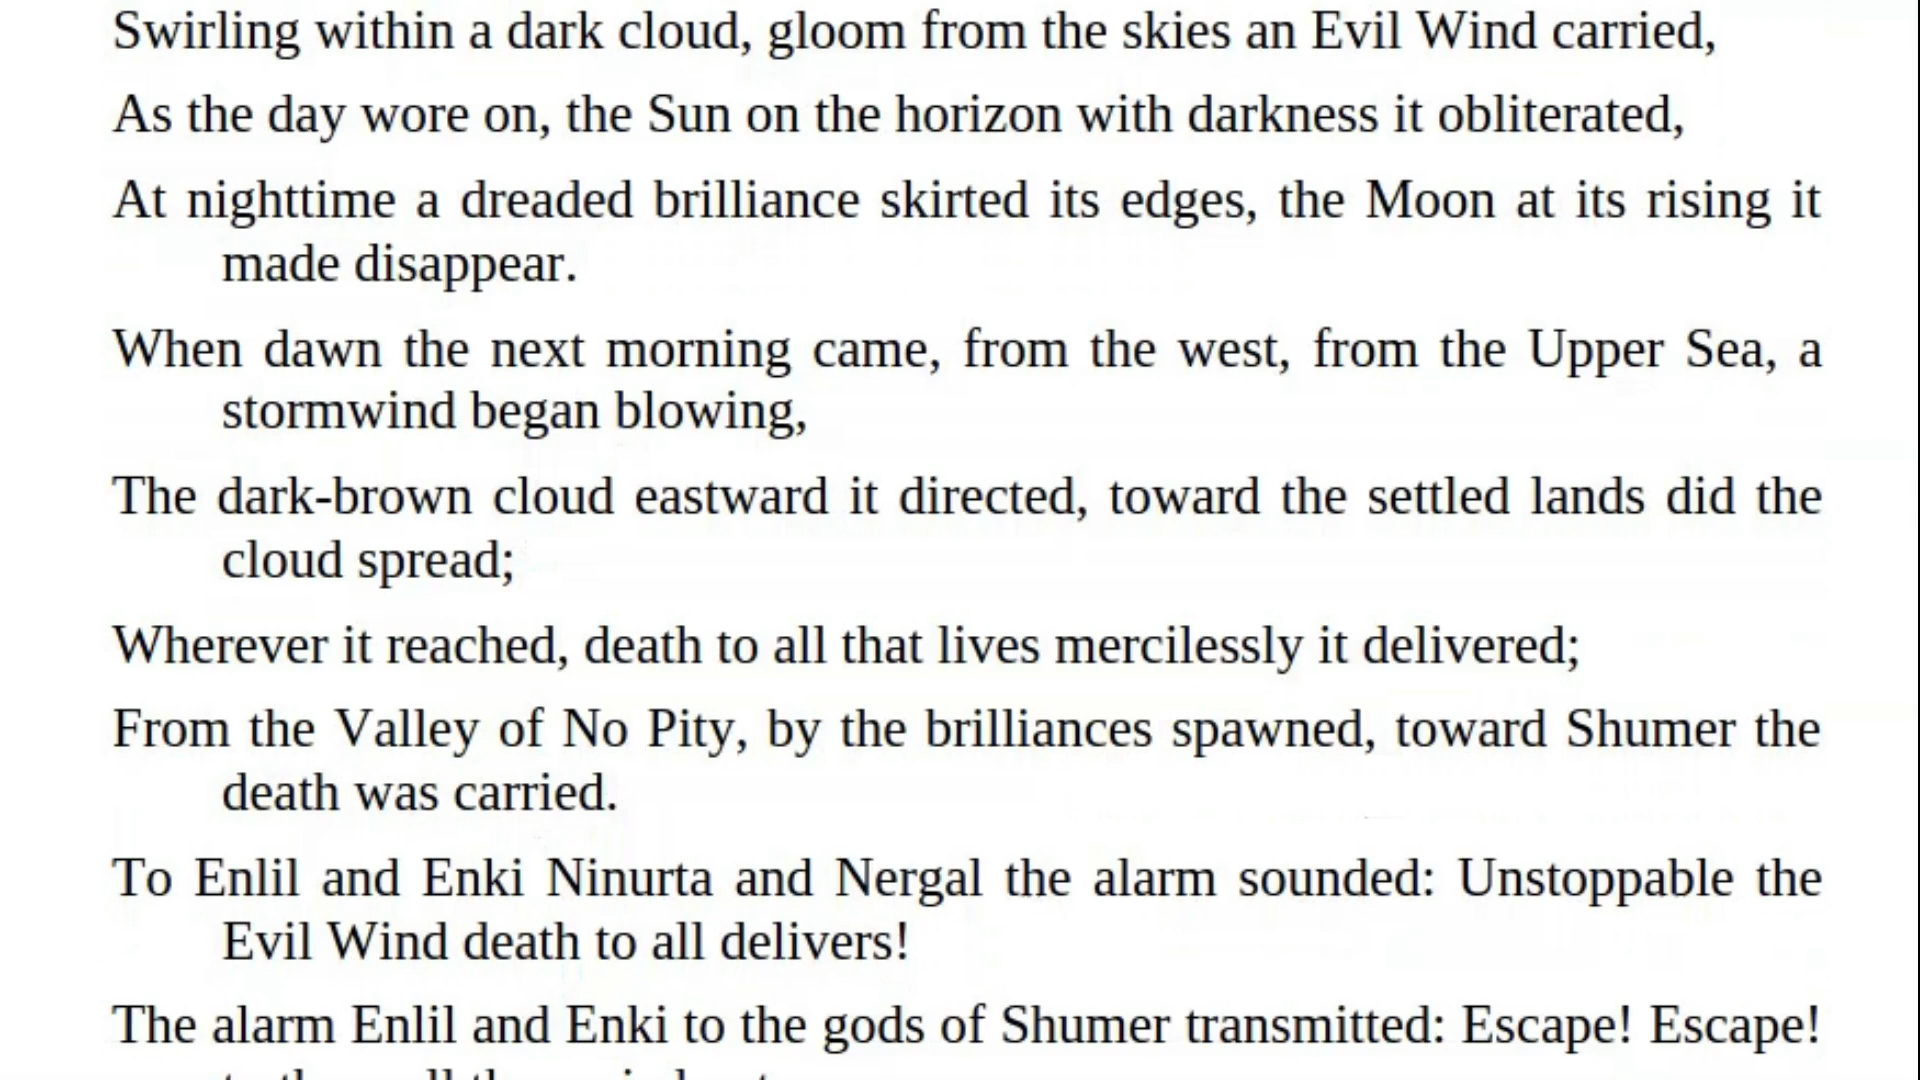 Swirling within a dark cloud, gloom from the skies an Evil Wind carried,
As the day wore on, the Sun on the horizon with darkness it obliterated,
At nighttime a dreaded brilliance skirted its edges, the Moon at its rising it
made disappear.
When dawn the next morning came, from the west, from the Upper Sea, a
stormwind began blowing,
The dark-brown cloud eastward it directed, toward the settled lands did the
cloud spread;
Wherever it reached, death to all that lives mercilessly it delivered;
From the Valley of No Pity, by the brilliances spawned, toward Shumer the
death was carried.
To Enlil and Enki Ninurta and Nergal the alarm sounded: Unstoppable the
Evil Wind death to all delivers!
The alarm Enlil and Enki to the gods of Shumer transmitted: Escape! Escape!